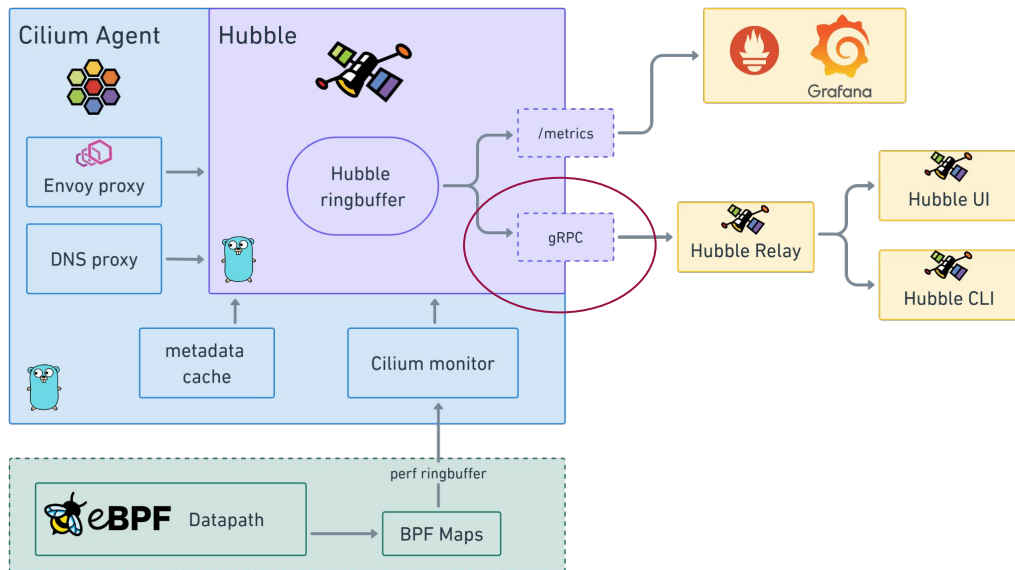 Cilium Agent
Hubble
Grafana
/metrics
Envoy proxy
Hubble
ringbuffer
Hubble UI
gRPC
Hubble Relay
DNS proxy
Hubble CLI
metadata
cache
Cilium monitor
perf ringbuffer
eBPF Datapath
BPF Maps